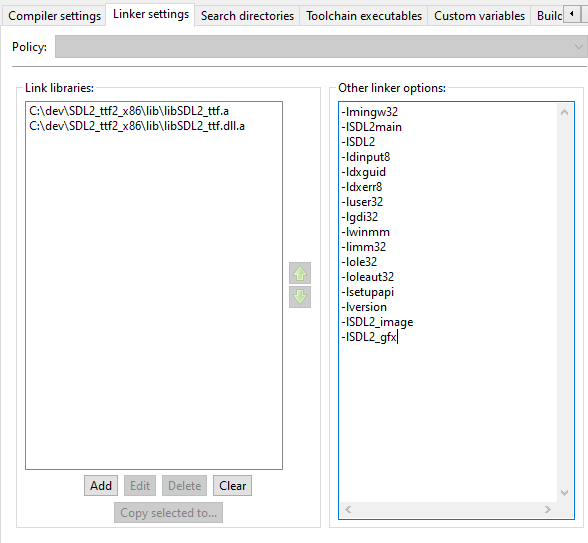 Compiler settings Linker settings Search directories Toolchain executables Custom variables Builc
Policy:
Link libraries:
C:\dev\SDL2_ttf2_x86\lib\libSDL2_ttf.a
C:\dev\SDL2_ttf2_x86\lib\libSDL2_ttf.dll.a
Add Edit Delete Clear
Copy selected to...
Other linker options:
-lmingw32
-lSDL2main
-lSDL2
-ldinput8
-ldxguid
-ldxerr8
-luser32
-lgdi32
-lwinmm
-limm32
-lole32
-loleaut32
-lsetupapi
-lversion
-lSDL2_image
-lSDL2_gfx